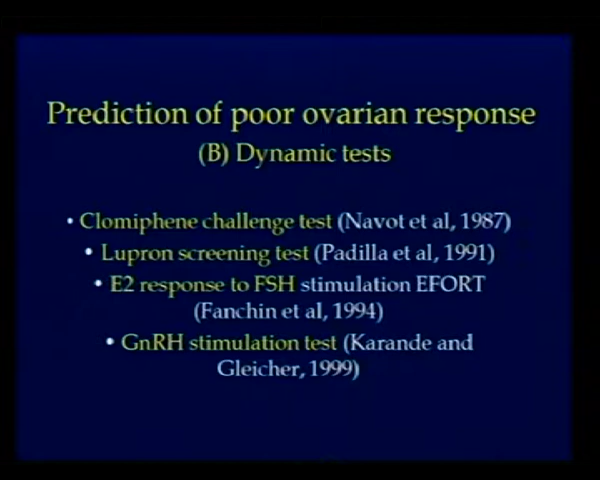 Prediction of poor ovarian response
(B) Dynamic tests
• Clomiphene challenge test (Navot et al, 1987)
• Lupron screening test (Padilla et al, 1991)
• E2 response to FSH stimulation EFORT
(Fanchin et al, 1994)
• GnRH stimulation test (Karande and
Gleicher, 1999)